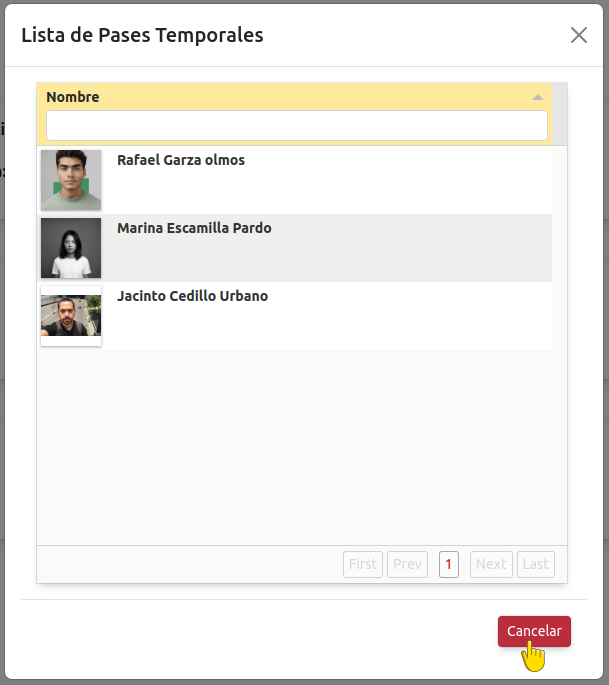 Lista de Pases Temporales
Nombre
Rafael Garza olmos
Marina Escamilla Pardo
Jacinto Cedillo Urbano
First Prev 1 Next Last
Cancelar